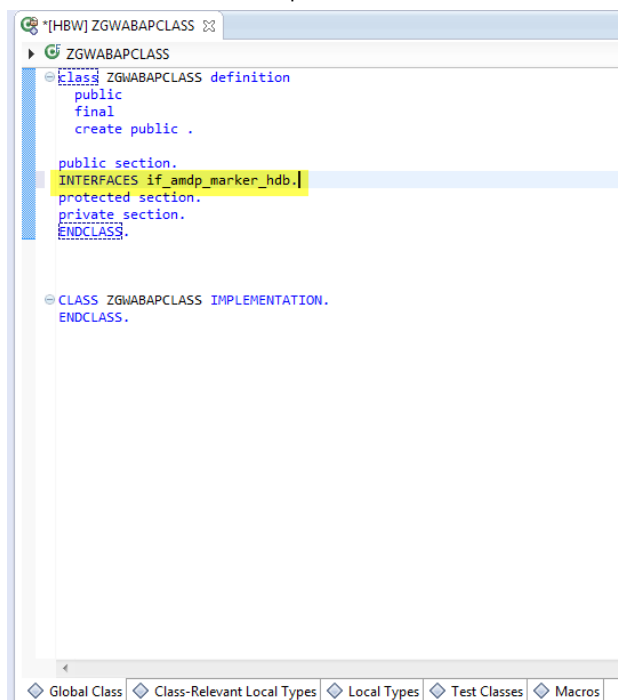 *[HBW] ZGWABAPCLASS
ZGWABAPCLASS
class ZGWABAPCLASS definition
public
final
create public .
public section.
INTERFACES if_amdp_marker_hdb.
protected section.
private section.
ENDCLASS.
CLASS ZGWABAPCLASS IMPLEMENTATION.
ENDCLASS.
Global Class Class-Relevant Local Types Local Types Test Classes Macros